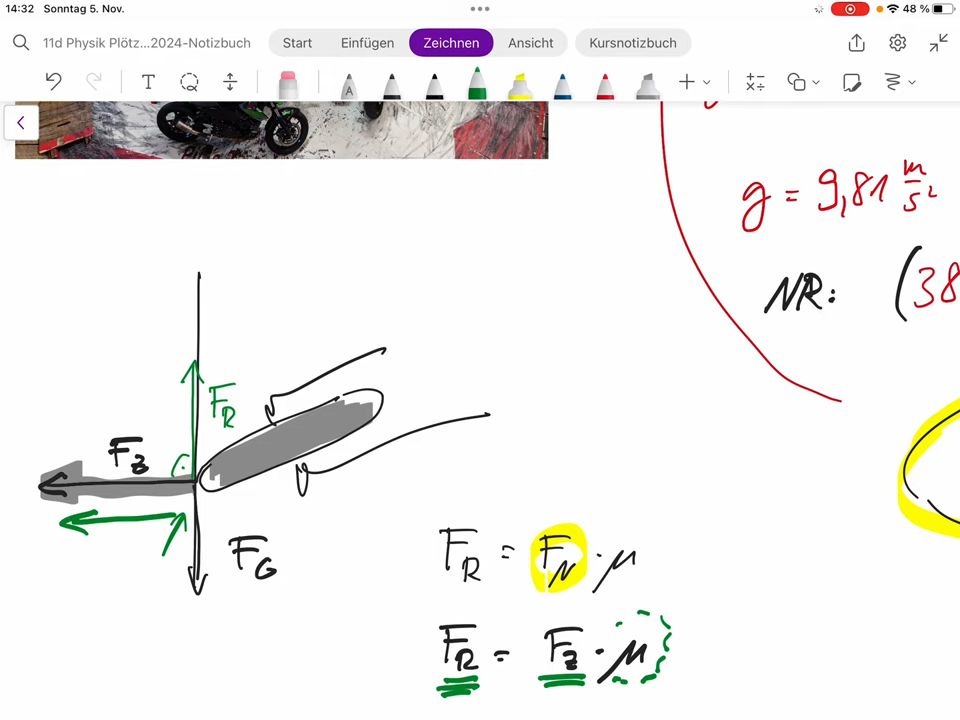 14:32 Sonntag 5. Nov.
48 %
11d Physik Plötz...2024-Notizbuch
Start Einfügen Zeichnen Ansicht Kursnotizbuch
T
A
g = 9,81 m/s²
NR: (38
F_R
F_Z
F_G
F_R = F_N · μ
F_R = F_Z · μ